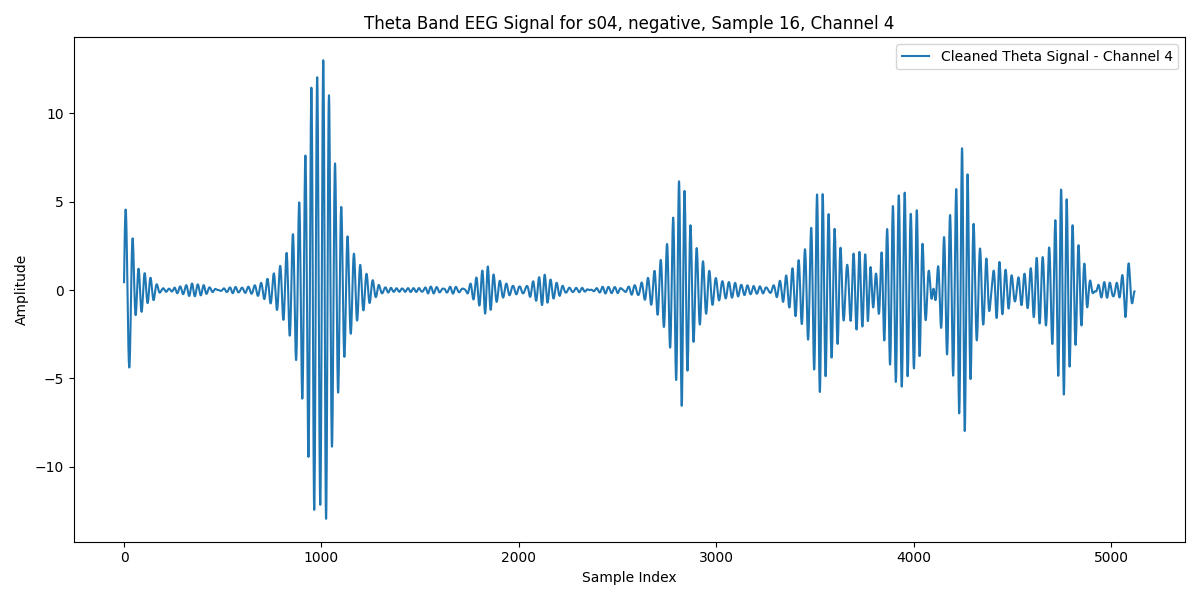 Theta Band EEG Signal for s04, negative, Sample 16, Channel 4
Cleaned Theta Signal - Channel 4
Amplitude
10
5
0
−5
−10
0 1000 2000 3000 4000 5000
Sample Index